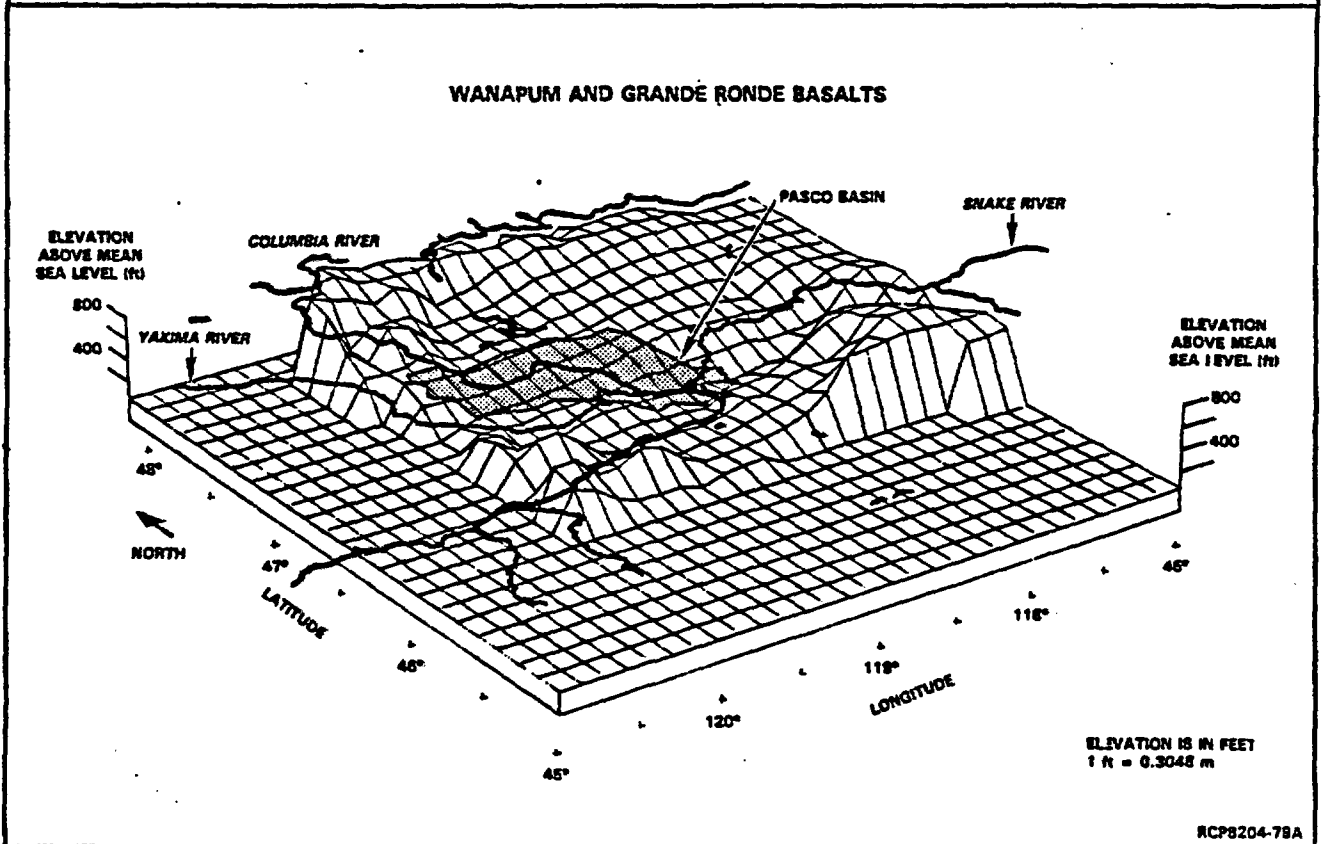 WANAPUM AND GRANDE RONDE BASALTS
PASCO BASIN
SNAKE RIVER
COLUMBIA RIVER
ELEVATION
ABOVE MEAN
SEA LEVEL (ft)
800
400
YAKIMA RIVER
ELEVATION
ABOVE MEAN
SEA LEVEL (ft)
800
400
48°
NORTH
47°
LATITUDE
46°
45°
120°
119°
LONGITUDE
118°
45°
ELEVATION IS IN FEET
1 ft = 0.3048 m
RCP8204-79A